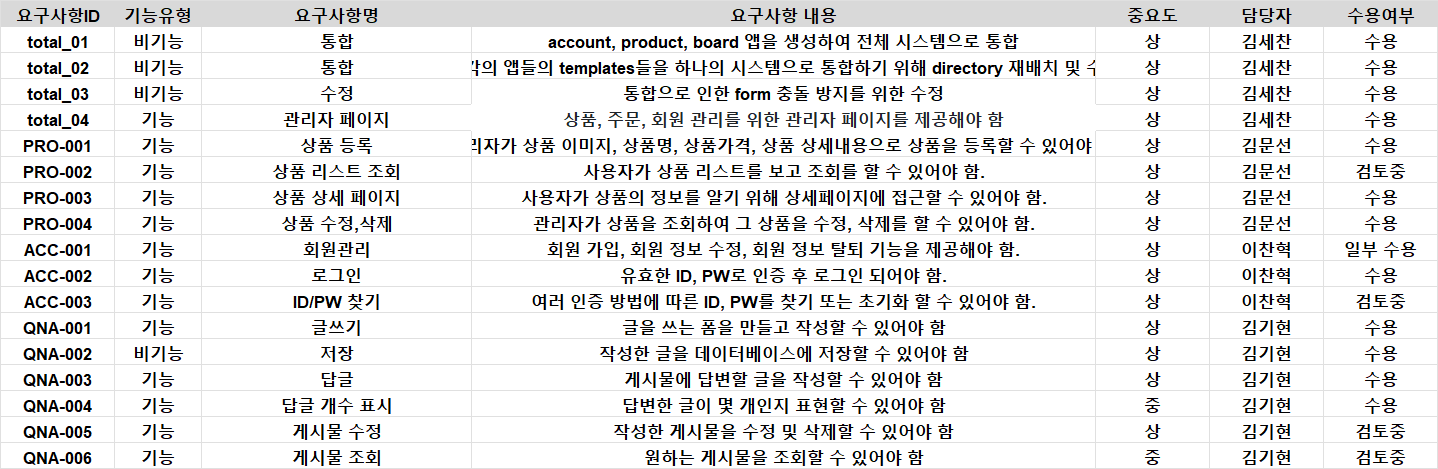 요구사항ID 기능유형 요구사항명 요구사항 내용 중요도 담당자 수용여부
total_01 비기능 통합 account, product, board 앱을 생성하여 전체 시스템으로 통합 상 김세찬 수용
total_02 비기능 통합 앱들의 templates들을 하나의 시스템으로 통합하기 위해 directory 재배치 및 상 김세찬 수용
total_03 비기능 수정 통합으로 인한 form 충돌 방지를 위한 수정 상 김세찬 수용
total_04 기능 관리자 페이지 상품, 주문, 회원 관리를 위한 관리자 페이지를 제공해야 함 상 김세찬 수용
PRO-001 기능 상품 등록 리자가 상품 이미지, 상품명, 상품가격, 상품 상세내용으로 상품을 등록할 수 있어야 상 김문선 수용
PRO-002 기능 상품 리스트 조회 사용자가 상품 리스트를 보고 조회를 할 수 있어야 함. 상 김문선 검토중
PRO-003 기능 상품 상세 페이지 사용자가 상품의 정보를 알기 위해 상세페이지에 접근할 수 있어야 함. 상 김문선 수용
PRO-004 기능 상품 수정,삭제 관리자가 상품을 조회하여 그 상품을 수정, 삭제를 할 수 있어야 함. 상 김문선 수용
ACC-001 기능 회원관리 회원 가입, 회원 정보 수정, 회원 정보 탈퇴 기능을 제공해야 함. 상 이찬혁 일부 수용
ACC-002 기능 로그인 유효한 ID, PW로 인증 후 로그인 되어야 함. 상 이찬혁 수용
ACC-003 기능 ID/PW 찾기 여러 인증 방법에 따른 ID, PW를 찾기 또는 초기화 할 수 있어야 함. 상 이찬혁 검토중
QNA-001 기능 글쓰기 글을 쓰는 폼을 만들고 작성할 수 있어야 함 상 김기현 수용
QNA-002 비기능 저장 작성한 글을 데이터베이스에 저장할 수 있어야 함 상 김기현 수용
QNA-003 기능 답글 게시물에 답변할 글을 작성할 수 있어야 함 상 김기현 수용
QNA-004 기능 답글 개수 표시 답변한 글이 몇 개인지 표현할 수 있어야 함 중 김기현 수용
QNA-005 기능 게시물 수정 작성한 게시물을 수정 및 삭제할 수 있어야 함 상 김기현 검토중
QNA-006 기능 게시물 조회 원하는 게시물을 조회할 수 있어야 함 중 김기현 검토중